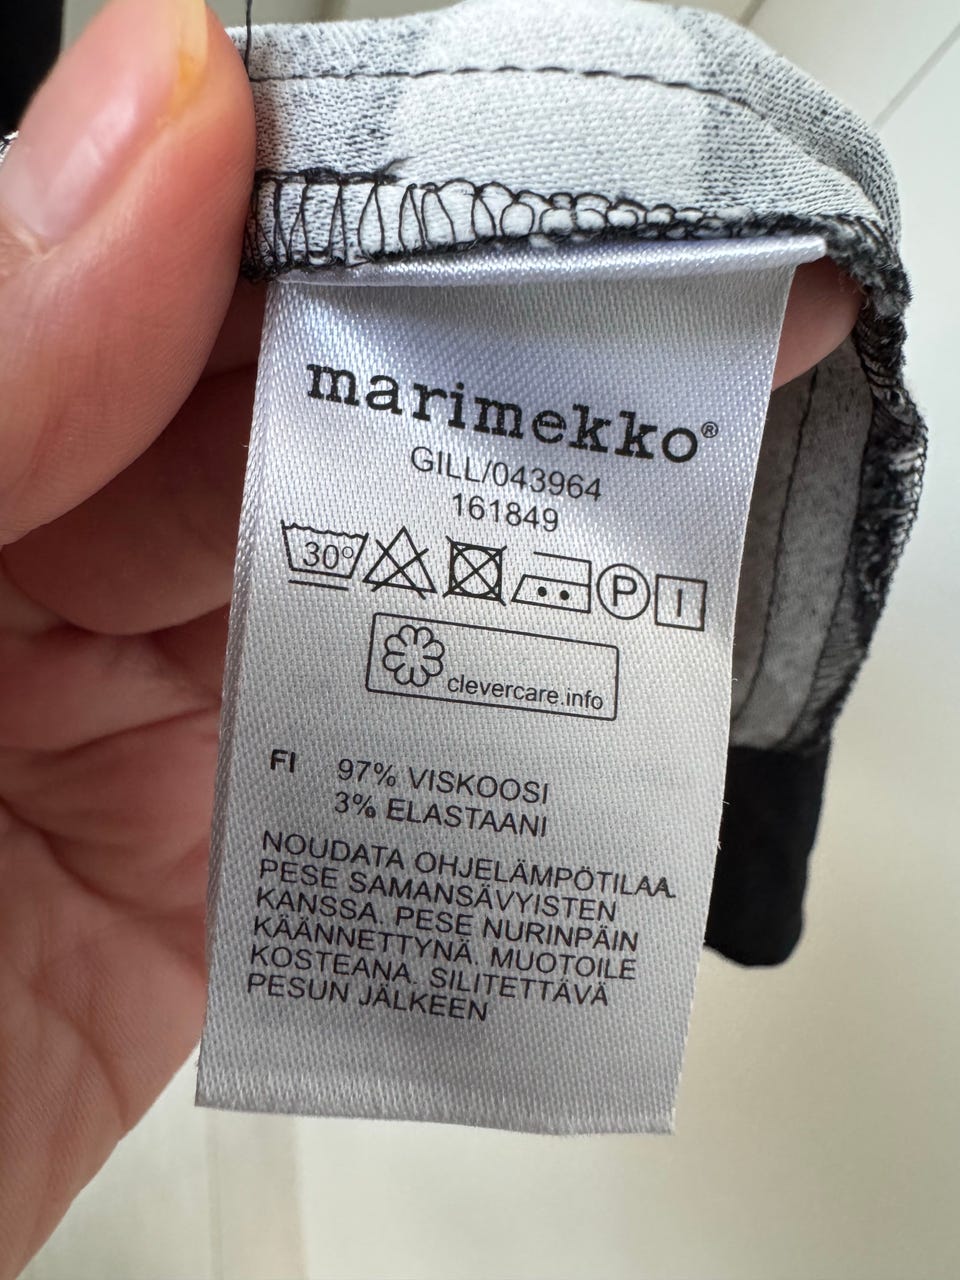 marimekko®
GILL/043964
161849
30° P
clevercare.info
FI 97% VISKOOSI
3% ELASTAANI
NOUDATA OHJELÄMPÖTILAA.
PESE SAMANSÄVYISTEN
KANSSA. PESE NURINPÄIN
KÄÄNNETTYNÄ. MUOTOILE
KOSTEANA. SILITETTÄVÄ
PESUN JÄLKEEN